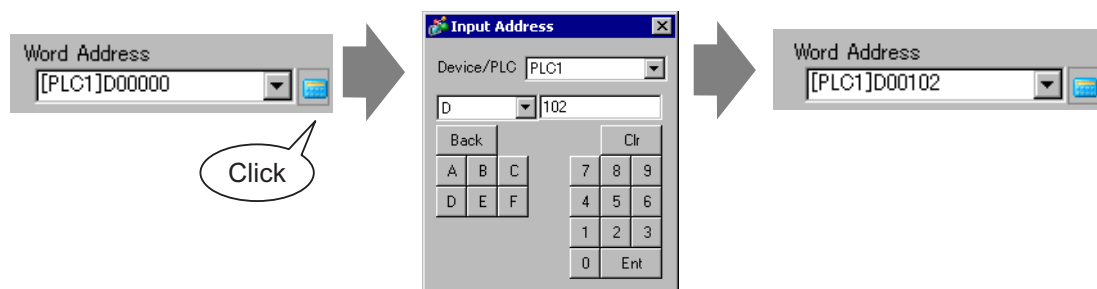 Word Address
[PLC1]D00000
Click
Input Address
Device/PLC PLC1
D 102
Back Clr
A B C 7 8 9
D E F 4 5 6
1 2 3
0 Ent
Word Address
[PLC1]D00102